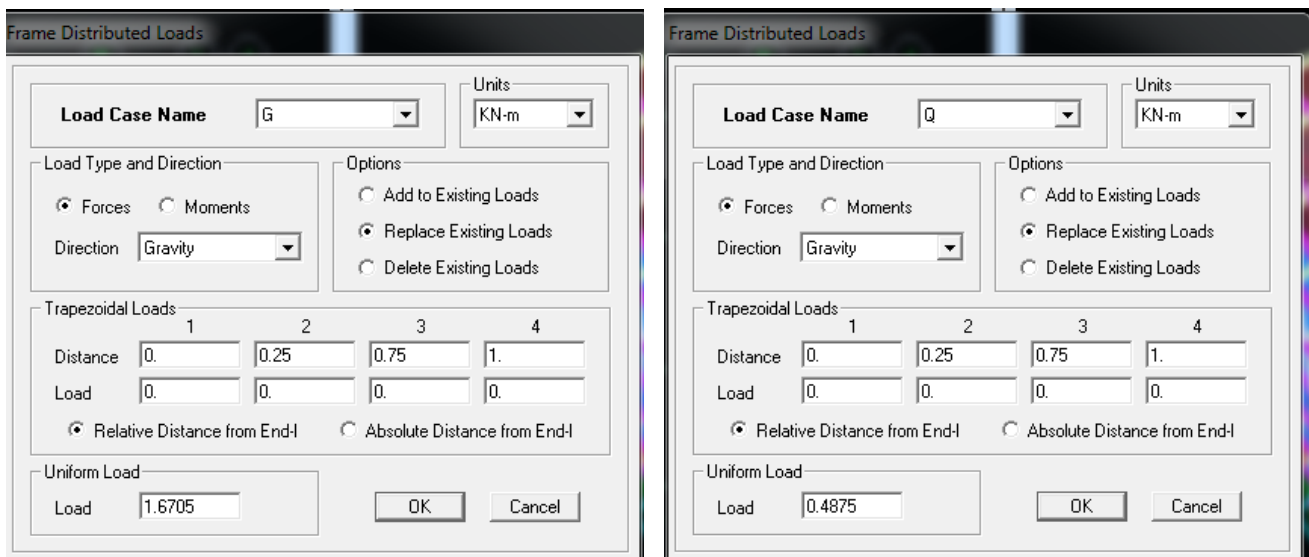 Frame Distributed Loads
Units
Load Case Name G KN-m
Load Type and Direction
Forces Moments
Direction Gravity
Options
Add to Existing Loads
Replace Existing Loads
Delete Existing Loads
Trapezoidal Loads
1 2 3 4
Distance 0. 0.25 0.75 1.
Load 0. 0. 0. 0.
Relative Distance from End-I Absolute Distance from End-I
Uniform Load
Load 1.6705
OK Cancel
Frame Distributed Loads
Units
Load Case Name Q KN-m
Load Type and Direction
Forces Moments
Direction Gravity
Options
Add to Existing Loads
Replace Existing Loads
Delete Existing Loads
Trapezoidal Loads
1 2 3 4
Distance 0. 0.25 0.75 1.
Load 0. 0. 0. 0.
Relative Distance from End-I Absolute Distance from End-I
Uniform Load
Load 0.4875
OK Cancel